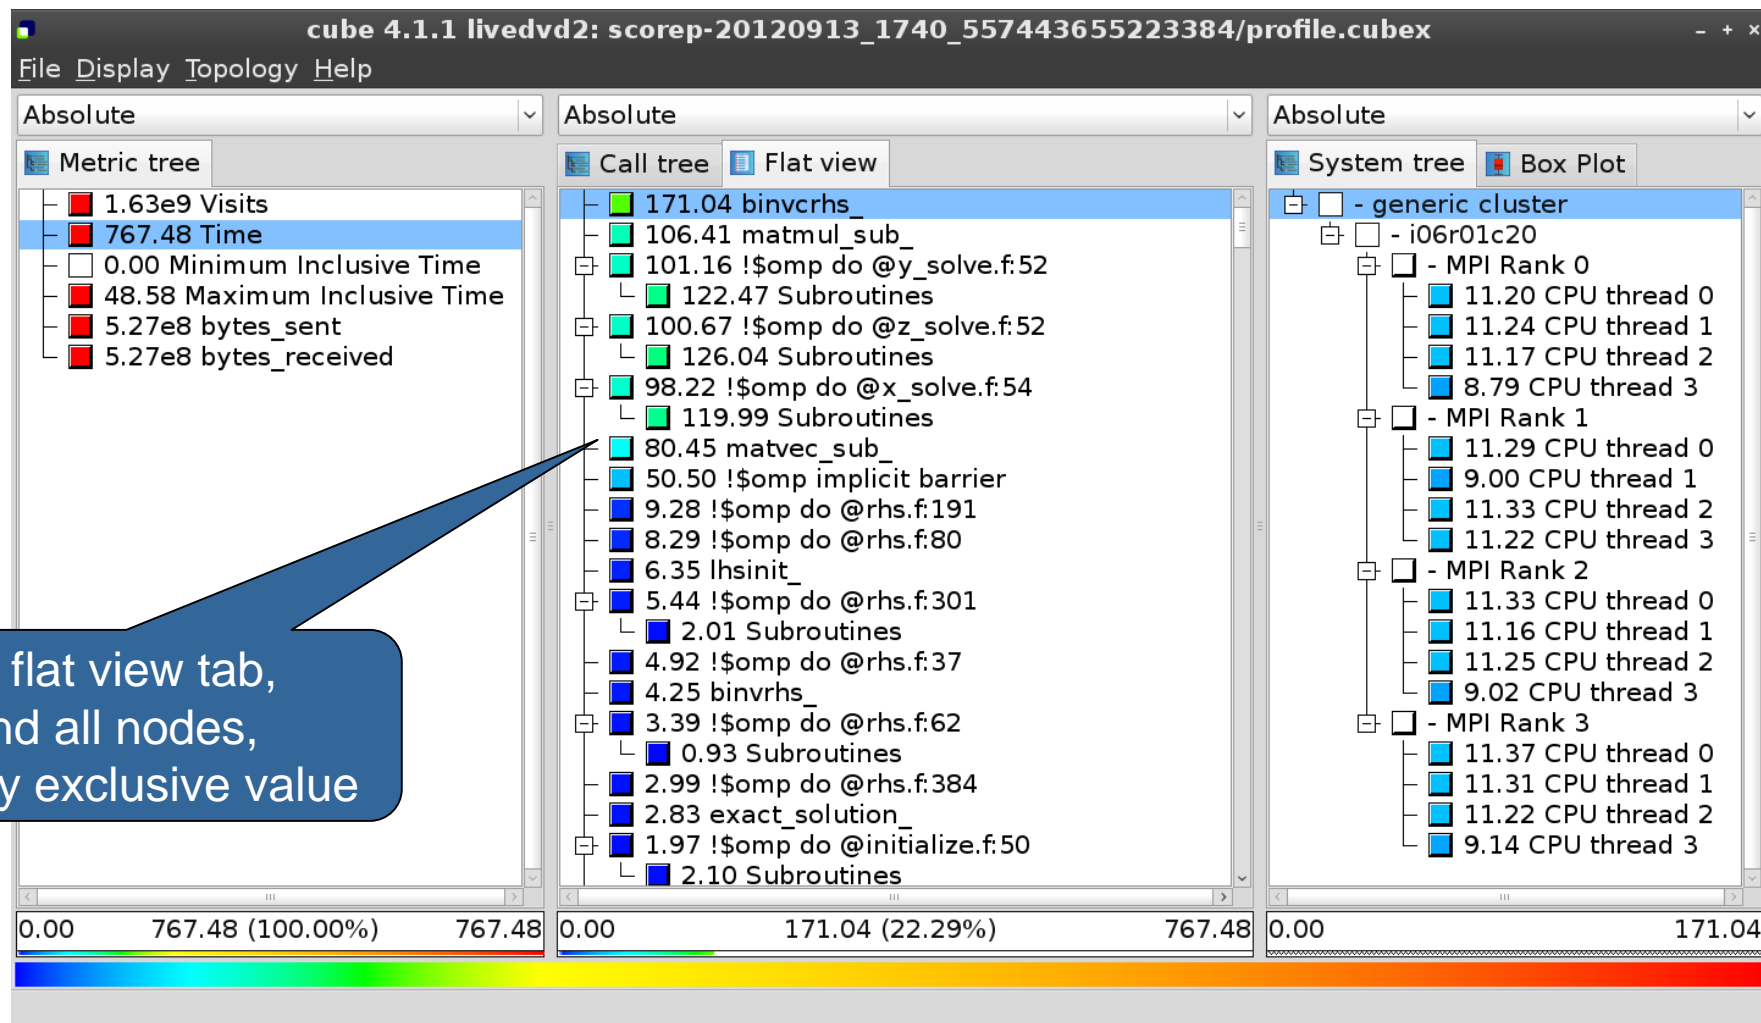 cube 4.1.1 livedvd2: scorep-20120913_1740_557443655223384/profile.cubex
File Display Topology Help
Absolute
Metric tree
1.63e9 Visits
767.48 Time
0.00 Minimum Inclusive Time
48.58 Maximum Inclusive Time
5.27e8 bytes_sent
5.27e8 bytes_received
flat view tab,
all nodes,
exclusive value
0.00 767.48 (100.00%) 767.48
Absolute
Call tree Flat view
171.04 binvcrhs_
106.41 matmul_sub_
101.16 !$omp do @y_solve.f:52
122.47 Subroutines
100.67 !$omp do @z_solve.f:52
126.04 Subroutines
98.22 !$omp do @x_solve.f:54
119.99 Subroutines
80.45 matvec_sub_
50.50 !$omp implicit barrier
9.28 !$omp do @rhs.f:191
8.29 !$omp do @rhs.f:80
6.35 lhsinit_
5.44 !$omp do @rhs.f:301
2.01 Subroutines
4.92 !$omp do @rhs.f:37
4.25 binvrhs_
3.39 !$omp do @rhs.f:62
0.93 Subroutines
2.99 !$omp do @rhs.f:384
2.83 exact_solution_
1.97 !$omp do @initialize.f:50
2.10 Subroutines
0.00 171.04 (22.29%) 767.48
Absolute
System tree Box Plot
- generic cluster
- i06r01c20
- MPI Rank 0
11.20 CPU thread 0
11.24 CPU thread 1
11.17 CPU thread 2
8.79 CPU thread 3
- MPI Rank 1
11.29 CPU thread 0
9.00 CPU thread 1
11.33 CPU thread 2
11.22 CPU thread 3
- MPI Rank 2
11.33 CPU thread 0
11.16 CPU thread 1
11.25 CPU thread 2
9.02 CPU thread 3
- MPI Rank 3
11.37 CPU thread 0
11.31 CPU thread 1
11.22 CPU thread 2
9.14 CPU thread 3
0.00 171.04